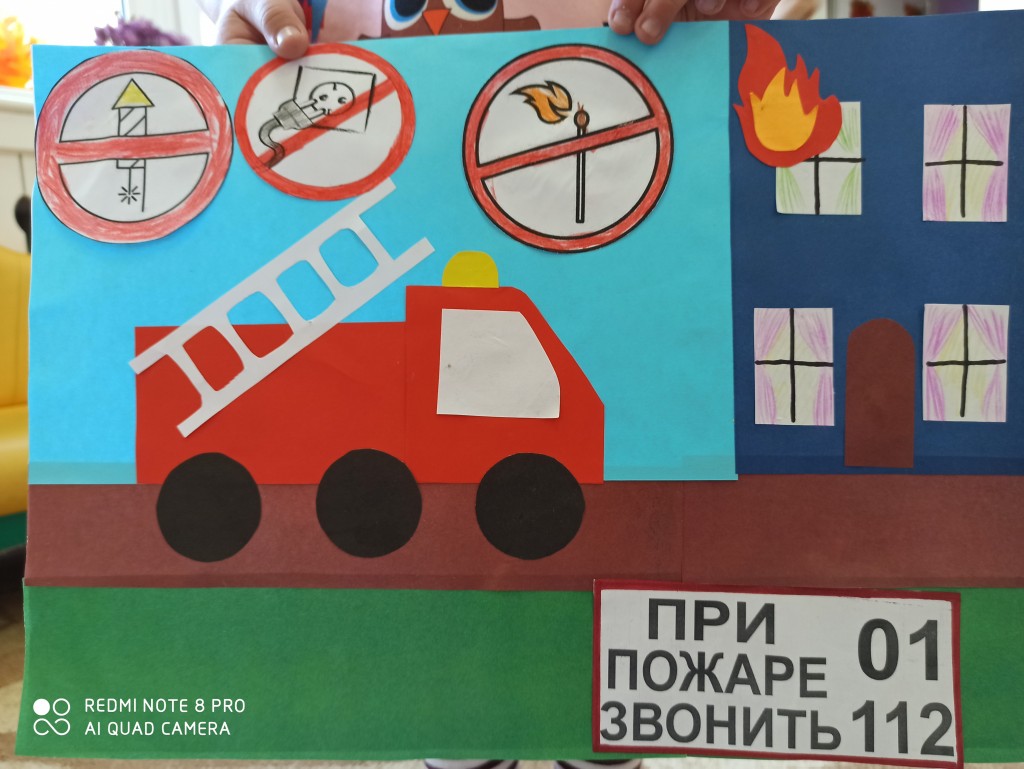 ПРИ
ПОЖАРЕ 01
ЗВОНИТЬ 112
REDMI NOTE 8 PRO
AI QUAD CAMERA